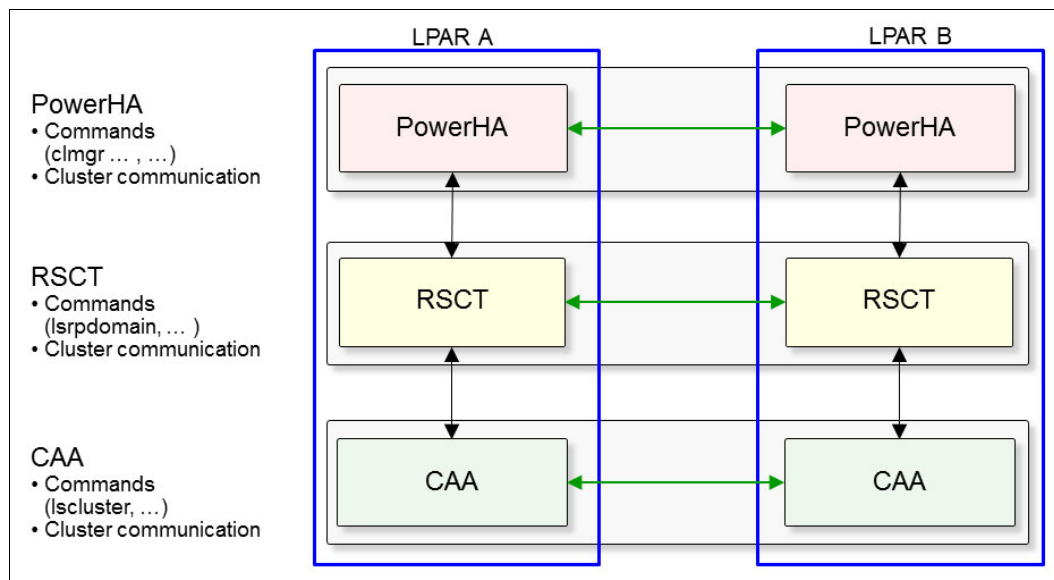 LPAR A
LPAR B
PowerHA
• Commands
(clmgr … , …)
• Cluster communication
PowerHA
PowerHA
RSCT
• Commands
(lsrpdomain, … )
• Cluster communication
RSCT
RSCT
CAA
• Commands
(lscluster, …)
• Cluster communication
CAA
CAA